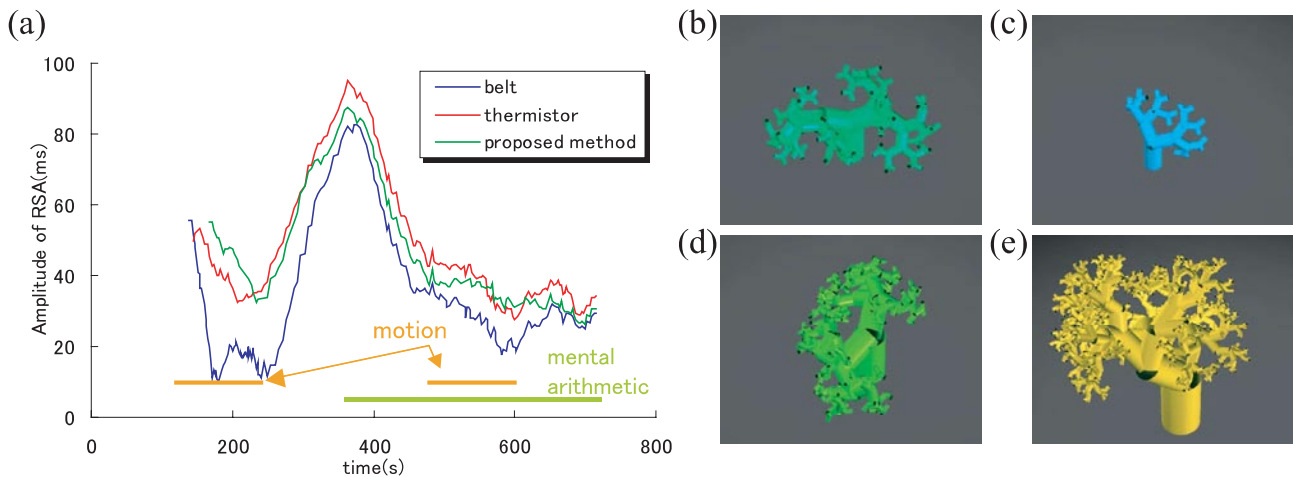 (a)
100
80
60
40
20
0
Amplitude of RSA(ms)
belt
thermistor
proposed method
motion
mental
arithmetic
0
200
400
600
800
time(s)
(b)
(c)
(d)
(e)